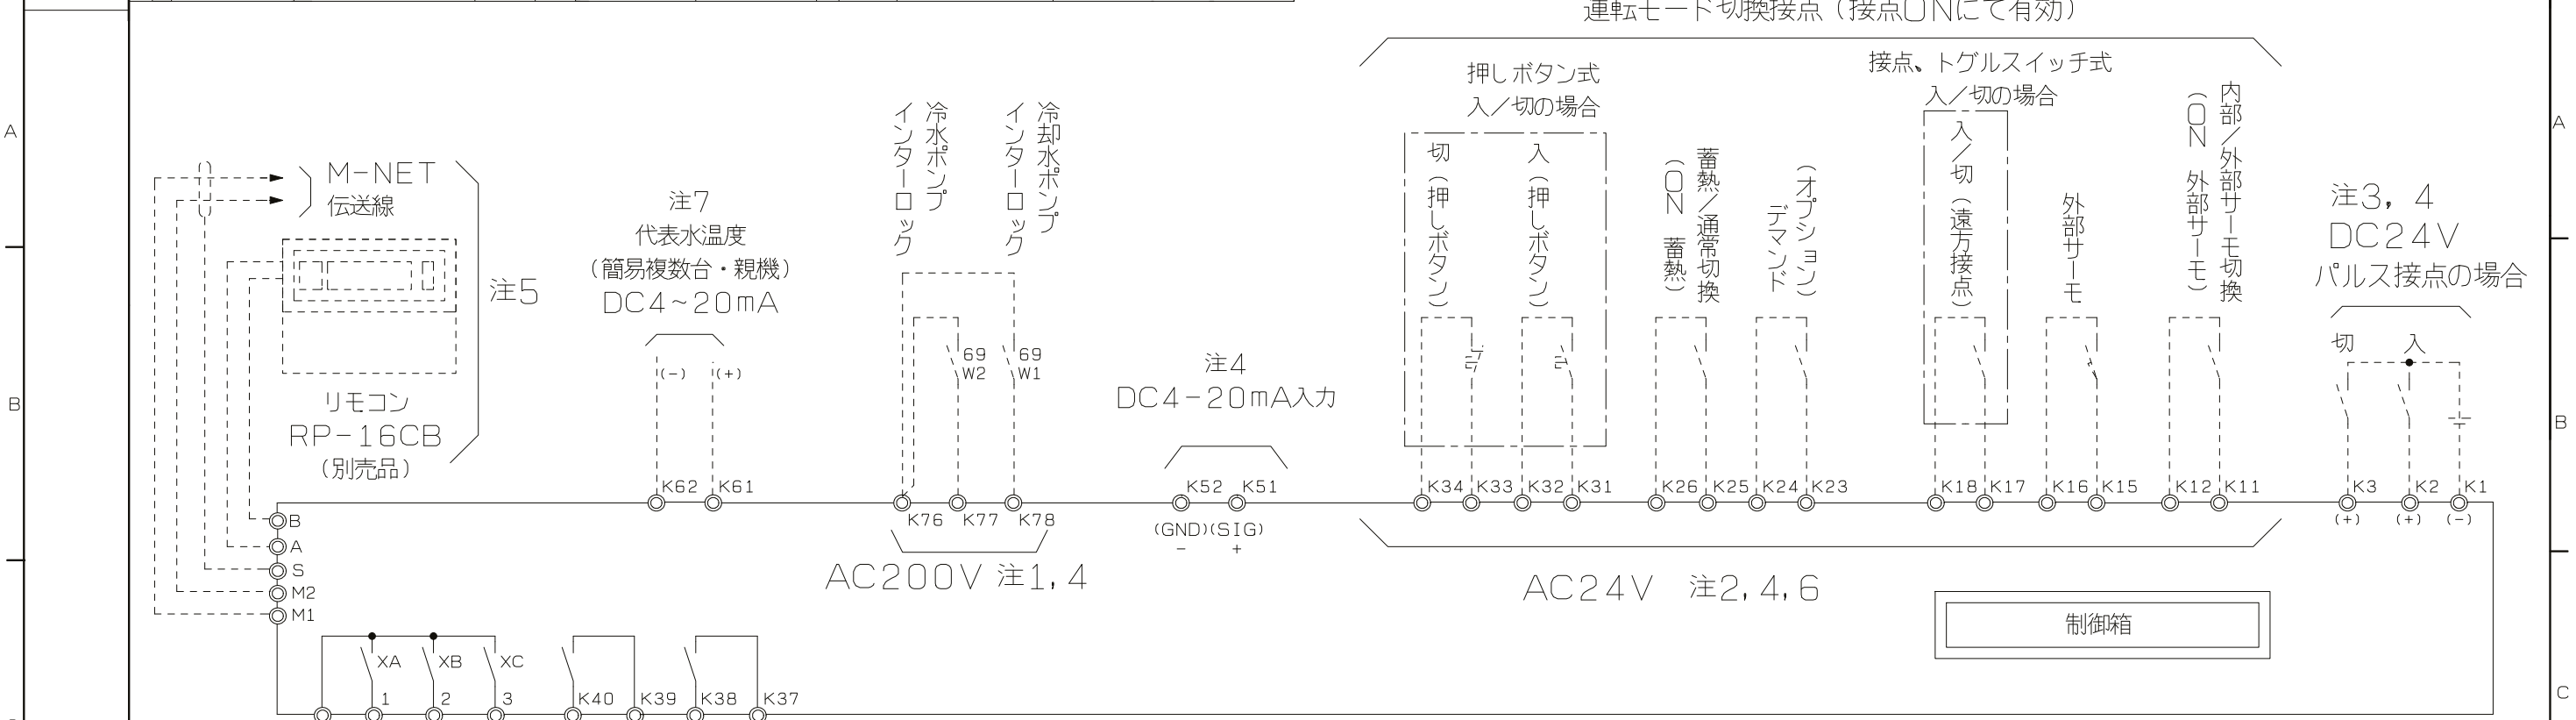 運転モード切換接点（接点ONにて有効）
押しボタン式
入／切の場合
接点、トグルスイッチ式
入／切の場合
A
A
M-NET
伝送線
注5
リモコン
RP-16CB
（別売品）
注7
代表水温度
（簡易複数台・親機）
DC4~20mA
(-)
(+)
冷水ポンプ
インターロック
冷却水ポンプ
インターロック
69
W2
69
W1
注4
DC4-20mA入力
切（押しボタン）
入（押しボタン）
蓄熱／通常切換
（ON 蓄熱）
（オプション）
デマンド
入／切（遠方接点）
外部サーモ
内部／外部サーモ切換
（ON 外部サーモ）
注3, 4
DC24V
パルス接点の場合
切
入
B
B
K62
K61
K76
K77
K78
K52
K51
(GND)(SIG)
-
+
K34
K33
K32
K31
K26
K25
K24
K23
K18
K17
K16
K15
K12
K11
K3
K2
K1
(+)
(+)
(-)
B
A
S
M2
M1
AC200V 注1,4
AC24V 注2,4,6
制御箱
XA
XB
XC
1
2
3
K40
K39
K38
K37
C